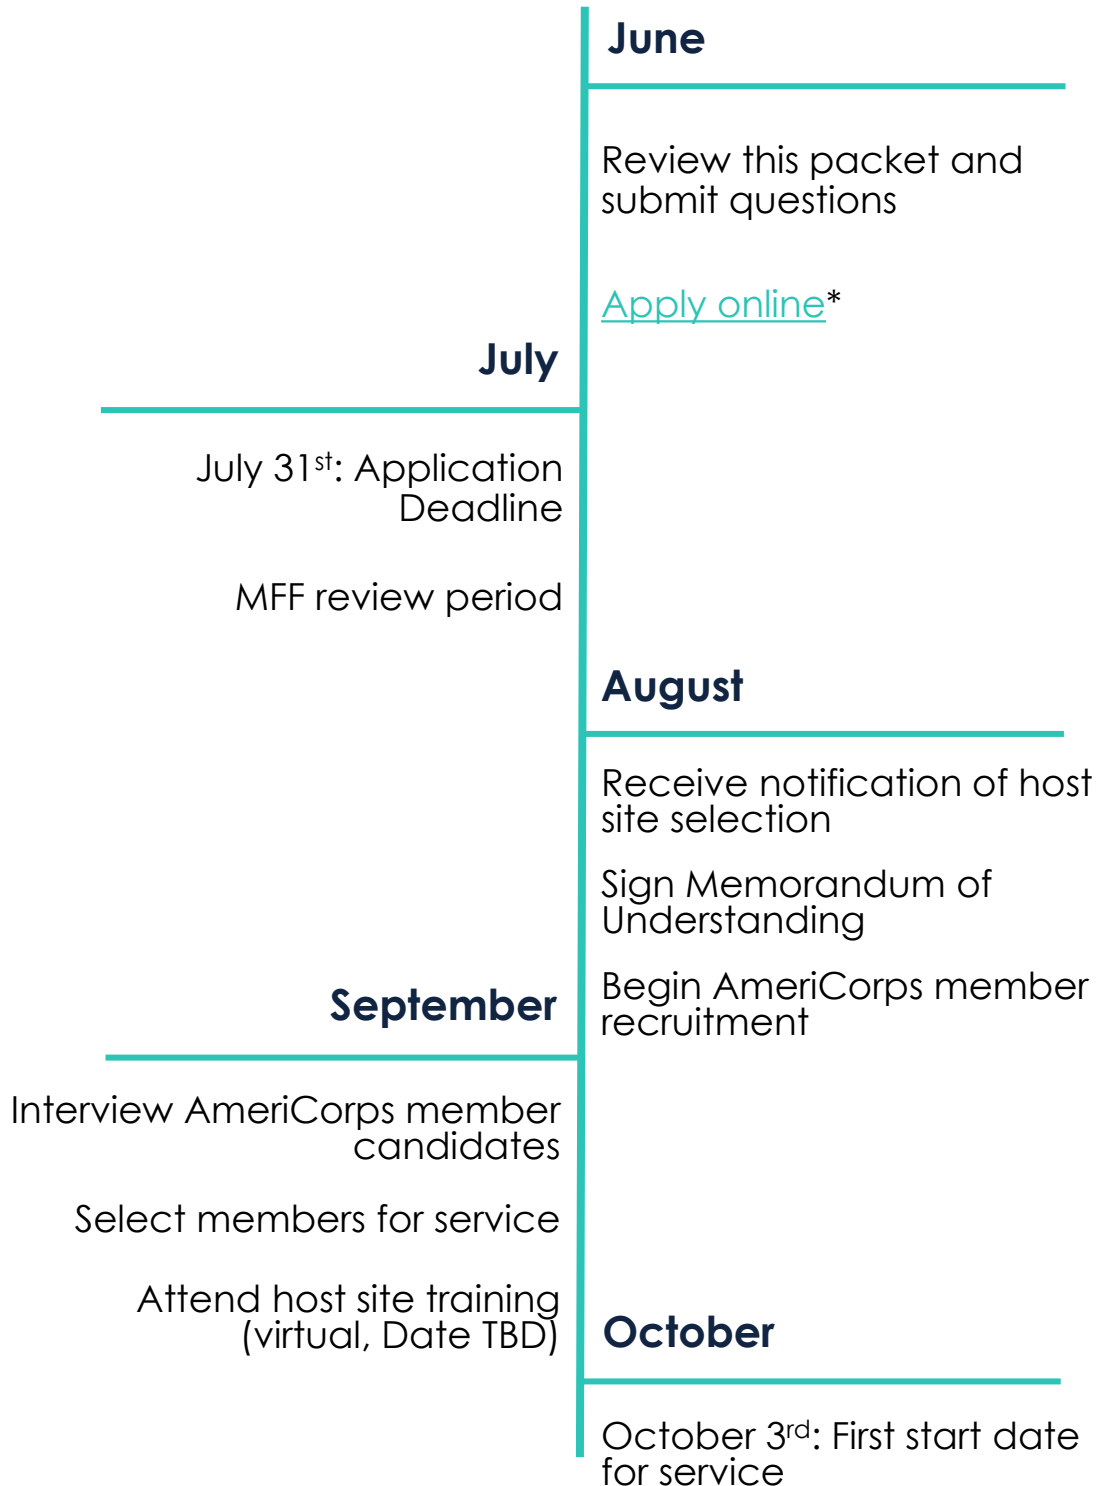 June
Review this packet and
submit questions
Apply online*
July
July 31st: Application
Deadline
MFF review period
August
Receive notification of host
site selection
Sign Memorandum of
Understanding
Begin AmeriCorps member
recruitment
September
Interview AmeriCorps member
candidates
Select members for service
Attend host site training
(virtual, Date TBD)
October
October 3rd: First start date
for service